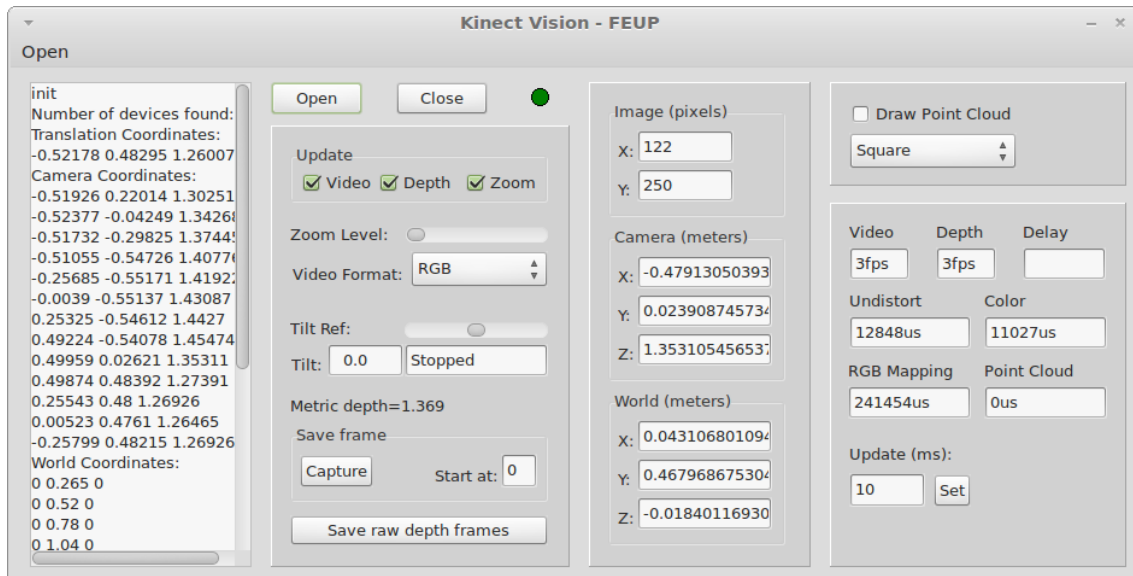 Kinect Vision - FEUP
Open
init
Number of devices found:
Translation Coordinates:
-0.52178 0.48295 1.26007
Camera Coordinates:
-0.51926 0.22014 1.30251
-0.52377 -0.04249 1.34268
-0.51732 -0.29825 1.37445
-0.51055 -0.54726 1.40776
-0.25685 -0.55171 1.41922
-0.0039 -0.55137 1.43087
0.25325 -0.54612 1.4427
0.49224 -0.54078 1.45474
0.49959 0.02621 1.35311
0.49874 0.48392 1.27391
0.25543 0.48 1.26926
0.00523 0.4761 1.26465
-0.25799 0.48215 1.26926
World Coordinates:
0 0.265 0
0 0.52 0
0 0.78 0
0 1.04 0
Open Close
Update
Video Depth Zoom
Zoom Level:
Video Format: RGB
Tilt Ref:
Tilt: 0.0 Stopped
Metric depth=1.369
Save frame
Capture Start at: 0
Save raw depth frames
Image (pixels)
X: 122
Y: 250
Camera (meters)
X: -0.47913050393
Y: 0.023908745734
Z: 1.353105456537
World (meters)
X: 0.043106801094
Y: 0.467968675304
Z: -0.01840116930
Draw Point Cloud
Square
Video Depth Delay
3fps 3fps
Undistort Color
12848us 11027us
RGB Mapping Point Cloud
241454us 0us
Update (ms):
10 Set